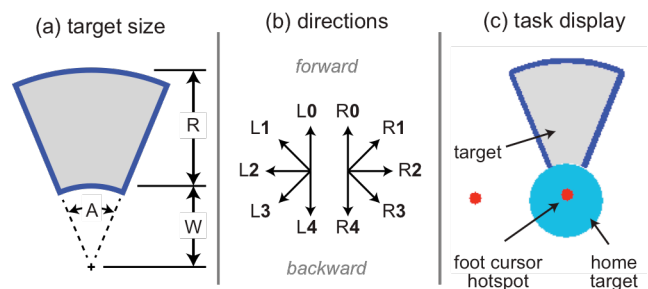 (a) target size
R
A
W
(b) directions
forward
L0 R0
L1 R1
L2 R2
L3 R3
L4 R4
backward
(c) task display
target
foot cursor
hotspot
home
target